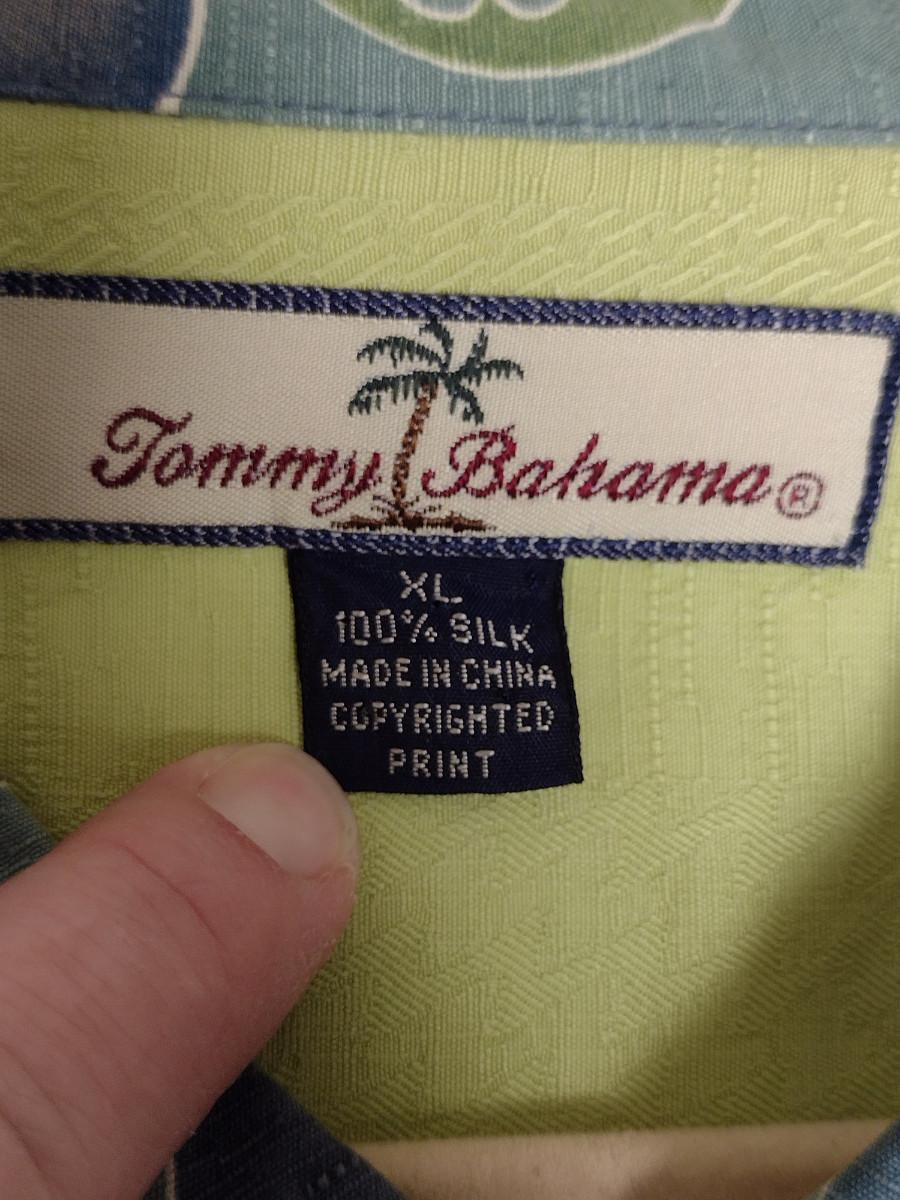 Tommy Bahama®
XL
100% SILK
MADE IN CHINA
COPYRIGHTED
PRINT